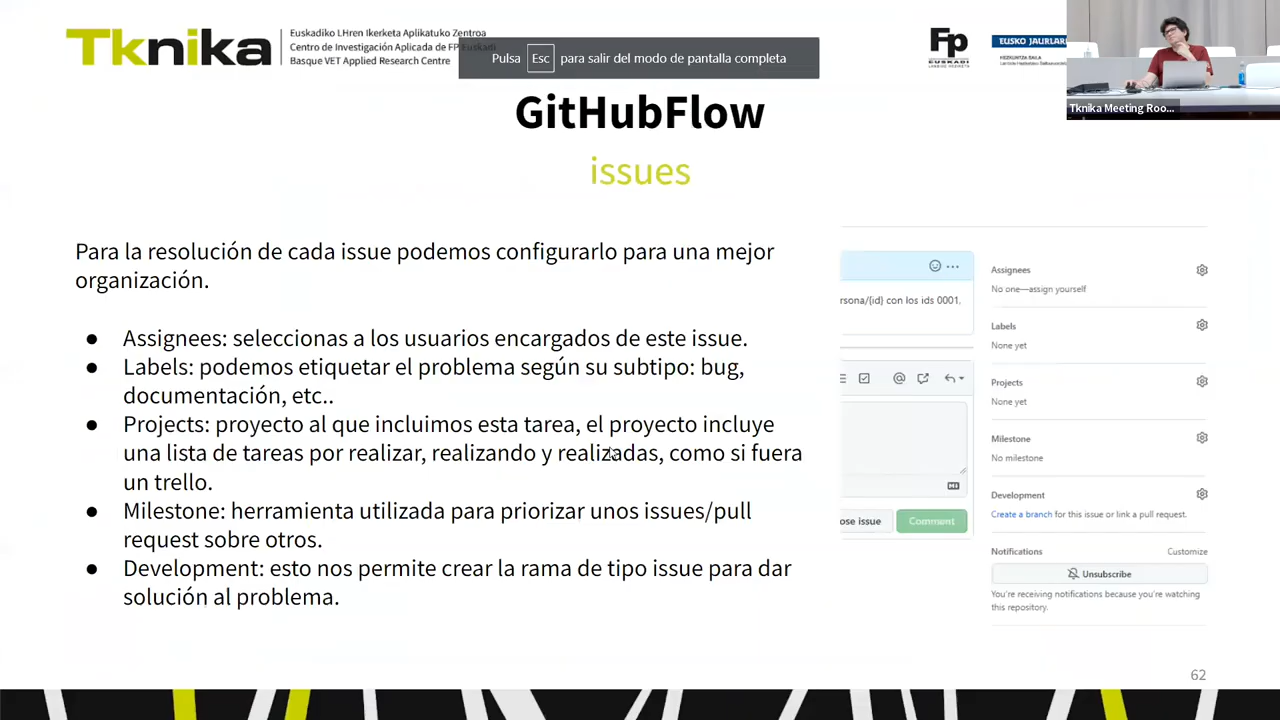 Tknika
Euskadiko LHren Ikerketa Aplikatuko Zentroa
Centro de Investigación Aplicada de FP Euskadi
Basque VET Applied Research Centre
Pulsa Esc para salir del modo de pantalla completa
Fp
EUSKADI
EUSKO JAURLAR
Tknika Meeting Roo...
GitHubFlow
issues
Para la resolución de cada issue podemos configurarlo para una mejor
organización.
● Assignees: seleccionas a los usuarios encargados de este issue.
● Labels: podemos etiquetar el problema según su subtipo: bug,
documentación, etc..
● Projects: proyecto al que incluimos esta tarea, el proyecto incluye
una lista de tareas por realizar, realizando y realizadas, como si fuera
un trello.
● Milestone: herramienta utilizada para priorizar unos issues/pull
request sobre otros.
● Development: esto nos permite crear la rama de tipo issue para dar
solución al problema.
rsona/{id} con los ids 0001,
ose issue
Comment
Assignees
No one—assign yourself
Labels
None yet
Projects
None yet
Milestone
No milestone
Development
Create a branch for this issue or link a pull request.
Notifications Customize
Unsubscribe
You're receiving notifications because you're watching
this repository.
62